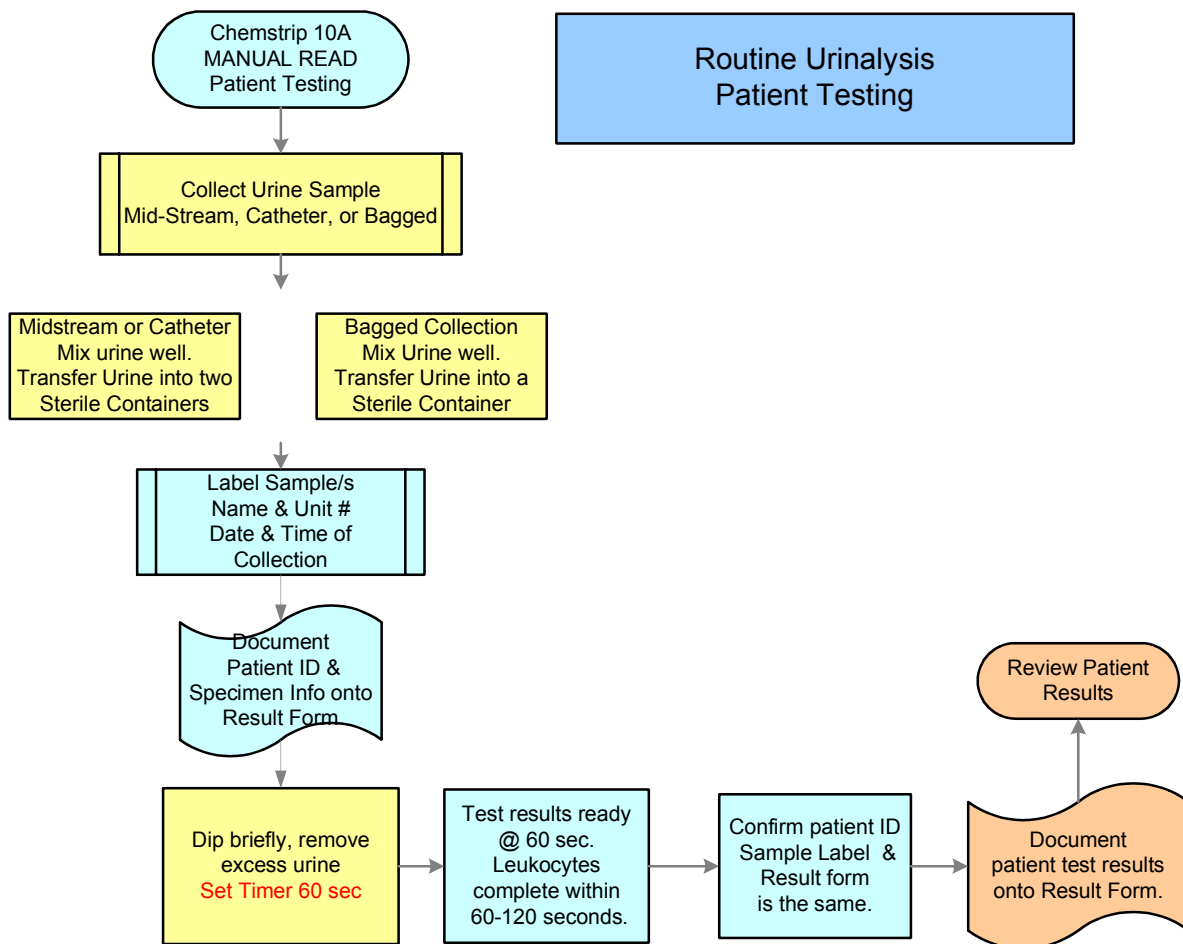 Chemstrip 10A
MANUAL READ
Patient Testing
Routine Urinalysis
Patient Testing
Collect Urine Sample
Mid-Stream, Catheter, or Bagged
Midstream or Catheter
Mix urine well.
Transfer Urine into two
Sterile Containers
Bagged Collection
Mix Urine well.
Transfer Urine into a
Sterile Container
Label Sample/s
Name & Unit #
Date & Time of
Collection
Document
Patient ID &
Specimen Info onto
Result Form
Dip briefly, remove
excess urine
Set Timer 60 sec
Test results ready
@ 60 sec.
Leukocytes
complete within
60-120 seconds.
Confirm patient ID
Sample Label &
Result form
is the same.
Document
patient test results
onto Result Form.
Review Patient
Results